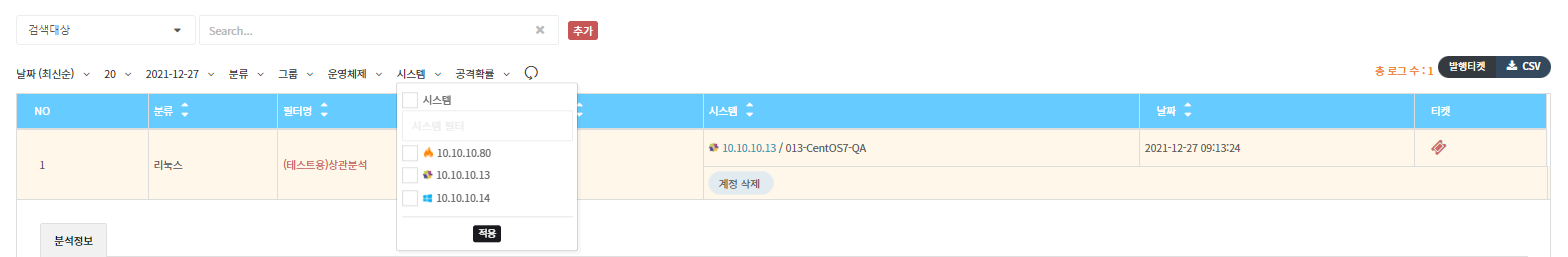 검색대상 Search... 추가
날짜 (최신순) 20 2021-12-27 분류 그룹 운영체제 시스템 공격확률 총 로그 수 : 1 발행티켓 CSV
시스템
시스템 필터
10.10.10.80
10.10.10.13
10.10.10.14
적용
NO 분류 필터명 시스템 날짜 티켓
1 리눅스 (테스트용)상관분석 10.10.10.13 / 013-CentOS7-QA 2021-12-27 09:13:24
계정 삭제
분석정보